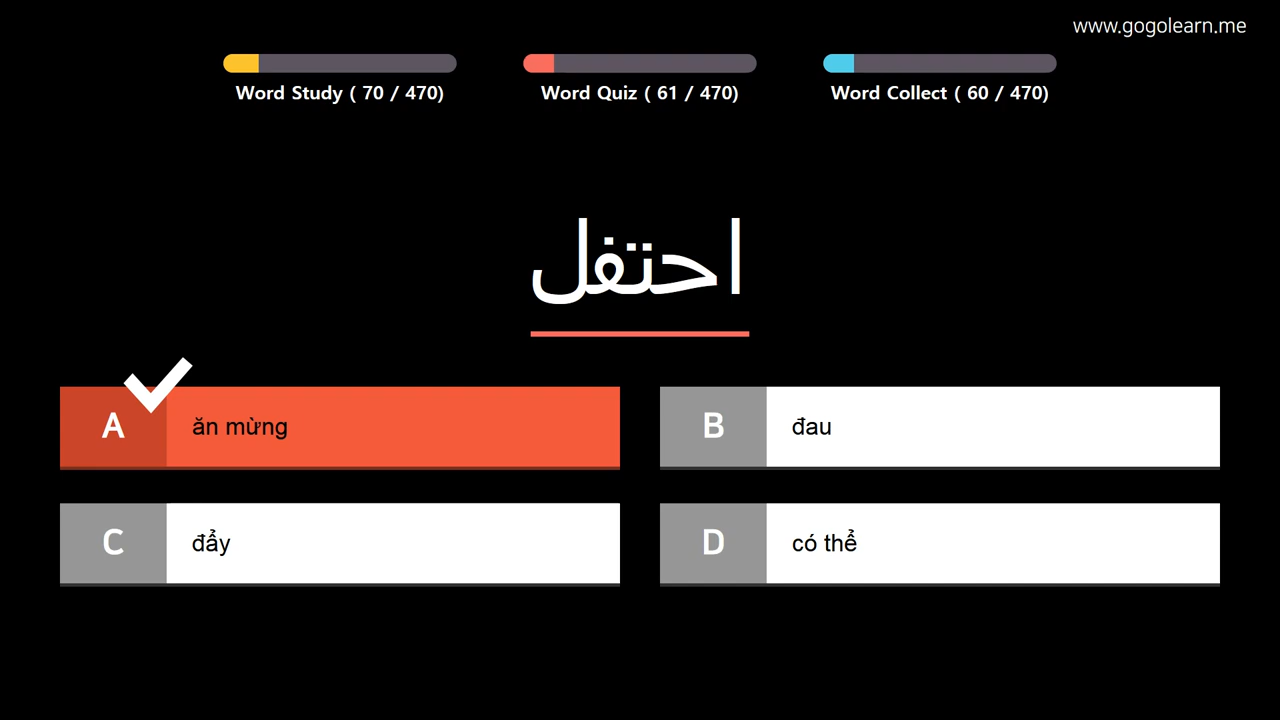 www.gogolearn.me
Word Study ( 70 / 470)
Word Quiz ( 61 / 470)
Word Collect ( 60 / 470)
احتفل
A ăn mừng
B đau
C đẩy
D có thể